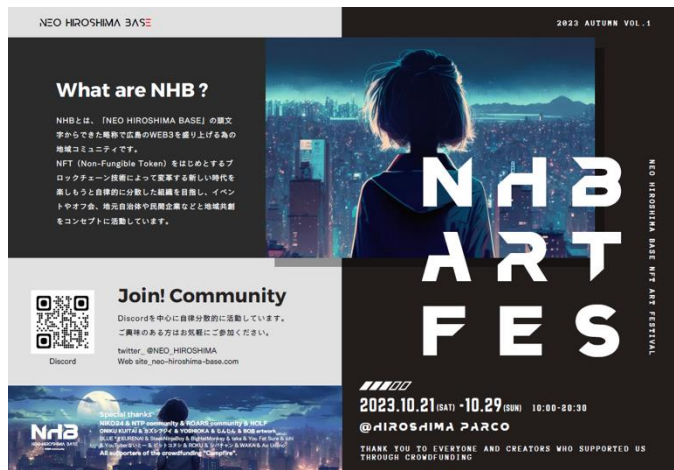 NEO HIROSHIMA BASE
What are NHB ?
NHBとは、「NEO HIROSHIMA BASE」の頭文
字からできた略称で広島のWEB3を盛り上げる為の
地域コミュニティです。
NFT（Non-Fungible Token）をはじめとするブ
ロックチェーン技術によって変革する新しい時代を
楽しもうと自律的に分散した組織を目指し、イベン
トやオフ会、地元自治体や民間企業などと地域共創
をコンセプトに活動しています。
Join! Community
Discordを中心に自律分散的に活動しています。
ご興味のある方はお気軽にご参加ください。
twitter_ @NEO_HIROSHIMA
Web site_neo-hiroshima-base.com
Discord
NHB
NEO HIROSHIMA BASE
Special thanks
NIKO24 & NTP community & ROARS community & NCLF
All supporters of the crowdfunding "Campfire".
2023 AUTUMN VOL.1
NHB
ART
FES
NEO HIROSHIMA BASE NFT ART FESTIVAL
2023.10.21(SAT) -10.29(SUN) 10:00-20:30
@HIROSHIMA PARCO
THANK YOU TO EVERYONE AND CREATORS WHO SUPPORTED US
THROUGH CROWDFUNDING